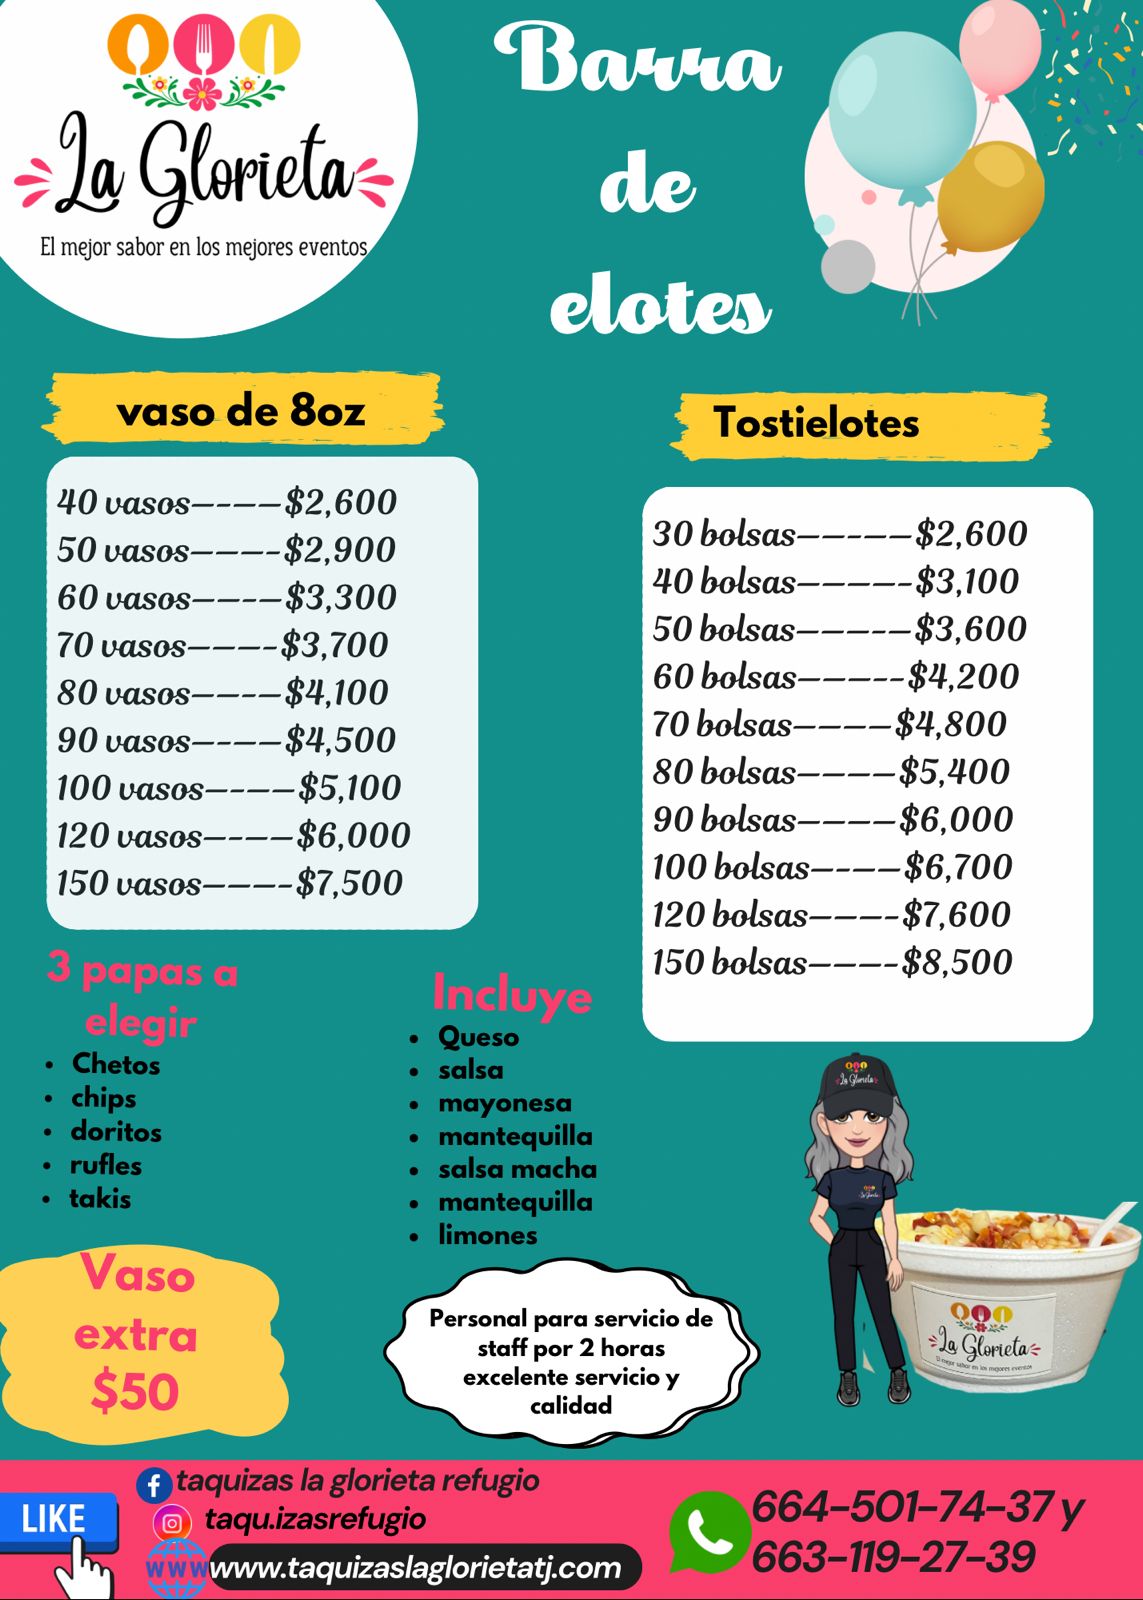 La Glorieta
El mejor sabor en los mejores eventos
Barra
de
elotes
vaso de 8oz
40 vasos-----$2,600
50 vasos-----$2,900
60 vasos-----$3,300
70 vasos-----$3,700
80 vasos-----$4,100
90 vasos-----$4,500
100 vasos-----$5,100
120 vasos-----$6,000
150 vasos-----$7,500
Tostielotes
30 bolsas------$2,600
40 bolsas------$3,100
50 bolsas------$3,600
60 bolsas------$4,200
70 bolsas-----$4,800
80 bolsas-----$5,400
90 bolsas-----$6,000
100 bolsas-----$6,700
120 bolsas-----$7,600
150 bolsas-----$8,500
3 papas a
elegir
• Chetos
• chips
• doritos
• rufles
• takis
Incluye
• Queso
• salsa
• mayonesa
• mantequilla
• salsa macha
• mantequilla
• limones
La Glorieta
La Glorieta
La Glorieta
El mejor sabor en los mejores eventos
Vaso
extra
$50
Personal para servicio de
staff por 2 horas
excelente servicio y
calidad
LIKE
taquizas la glorieta refugio
taqu.izasrefugio
WWW
www.taquizaslaglorietatj.com
664-501-74-37 y
663-119-27-39